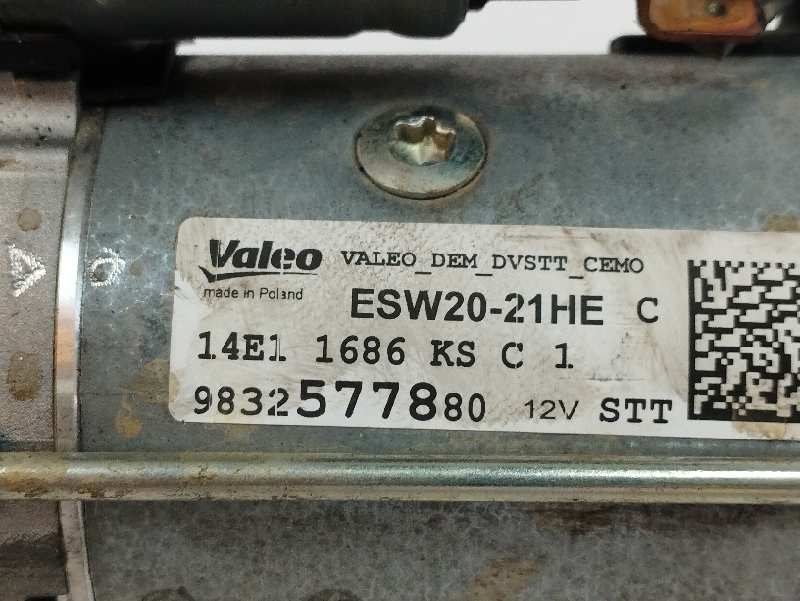 Valeo VALEO_DEM_DVSTT_CEMO
made in Poland ESW20-21HE C
14E1 1686 KS C 1
9832577880 12V STT